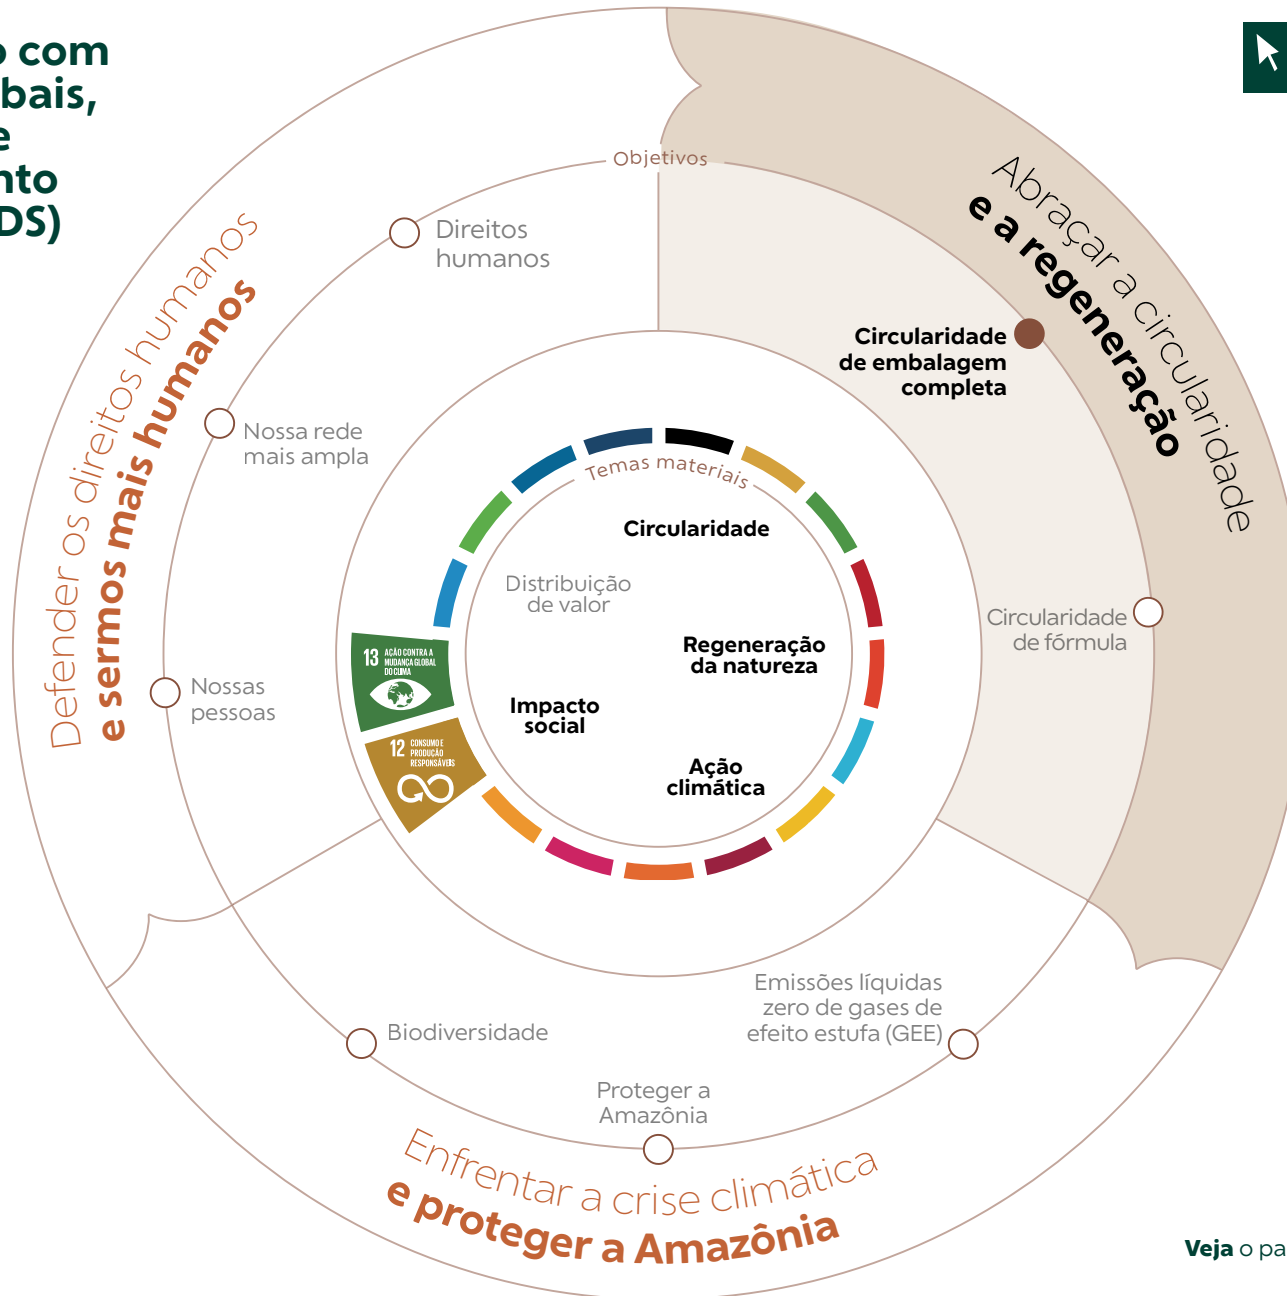 o com
bais,
e
nto
DS)
Objetivos
Abraçar a circularidade
e a regeneração
Defender os direitos humanos
e sermos mais humanos
Direitos
humanos
Circularidade
de embalagem
completa
Nossa rede
mais ampla
Temas materiais
Circularidade
Distribuição
de valor
Circularidade
de fórmula
Regeneração
da natureza
13 AÇÃO CONTRA A
MUDANÇA GLOBAL
DO CLIMA
Nossas
pessoas
Impacto
social
12 CONSUMO E
PRODUÇÃO
RESPONSÁVEIS
Ação
climática
Emissões líquidas
zero de gases de
efeito estufa (GEE)
Biodiversidade
Proteger a
Amazônia
Enfrentar a crise climática
e proteger a Amazônia
Veja o pa